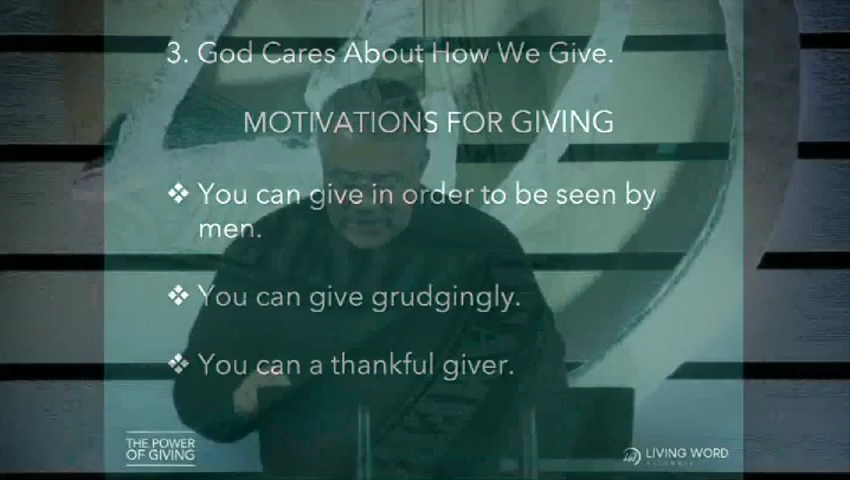 3. God Cares About How We Give.
MOTIVATIONS FOR GIVING
❖ You can give in order to be seen by
men.
❖ You can give grudgingly.
❖ You can a thankful giver.
THE POWER
OF GIVING
LIVING WORD